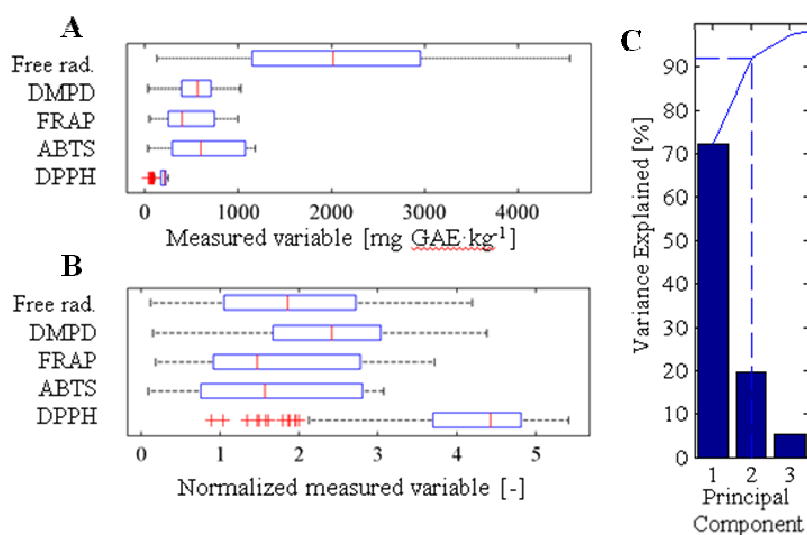 A
Free rad.
DMPD
FRAP
ABTS
DPPH
0 1000 2000 3000 4000
Measured variable [mg GAE·kg-1]
B
Free rad.
DMPD
FRAP
ABTS
DPPH
0 1 2 3 4 5
Normalized measured variable [-]
C
Variance Explained [%]
90
80
70
60
50
40
30
20
10
0
1 2 3
Principal
Component